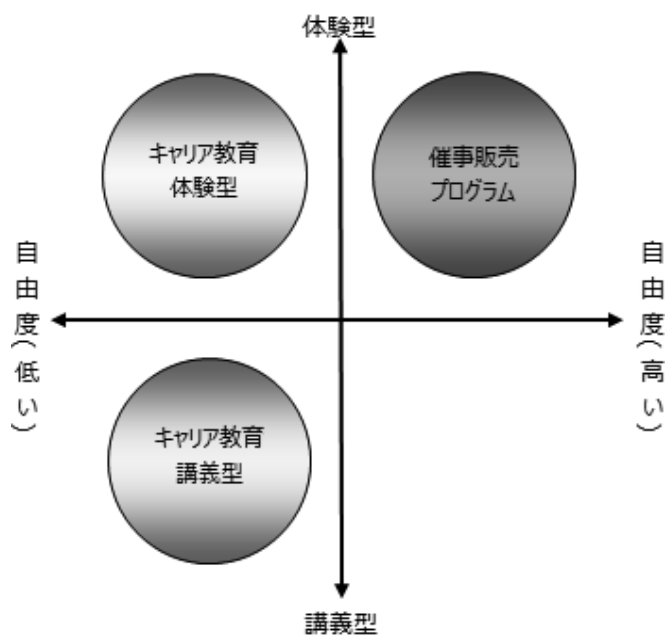 体験型
キャリア教育
体験型
催事販売
プログラム
自由度(低い)
自由度(高い)
キャリア教育
講義型
講義型